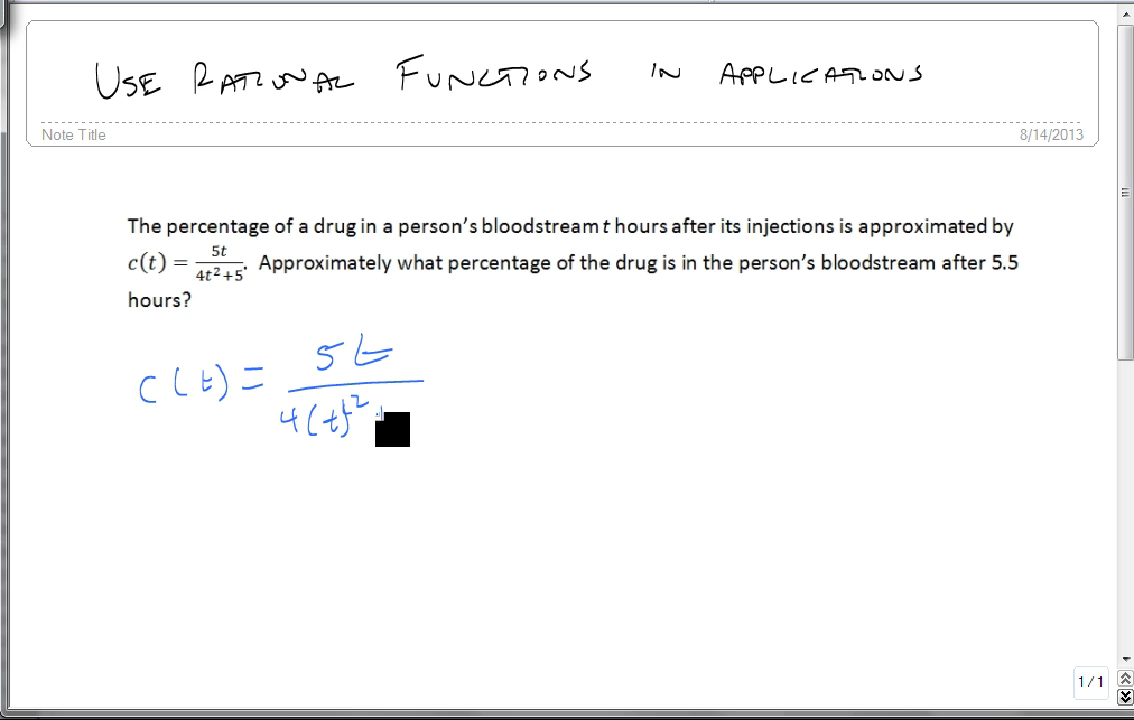 USE RATIONAL FUNCTIONS IN APPLICATIONS
Note Title
8/14/2013
The percentage of a drug in a person's bloodstream t hours after its injections is approximated by
c(t) = 5t/(4t²+5). Approximately what percentage of the drug is in the person's bloodstream after 5.5
hours?
c(t) = 5t/4(t)²
1/1